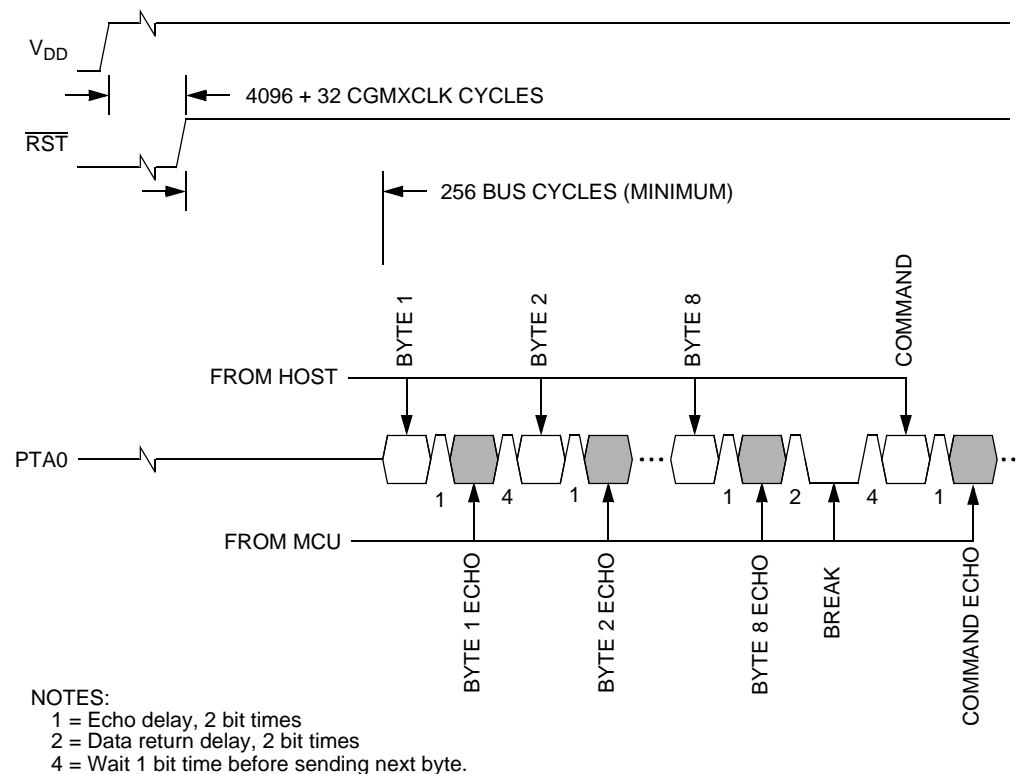 VDD
4096 + 32 CGMXCLK CYCLES
RST
256 BUS CYCLES (MINIMUM)
BYTE 1
BYTE 2
BYTE 8
COMMAND
FROM HOST
PTA0
...
...
1
4
1
1
2
4
1
FROM MCU
BYTE 1 ECHO
BYTE 2 ECHO
BYTE 8 ECHO
BREAK
COMMAND ECHO
NOTES:
1 = Echo delay, 2 bit times
2 = Data return delay, 2 bit times
4 = Wait 1 bit time before sending next byte.